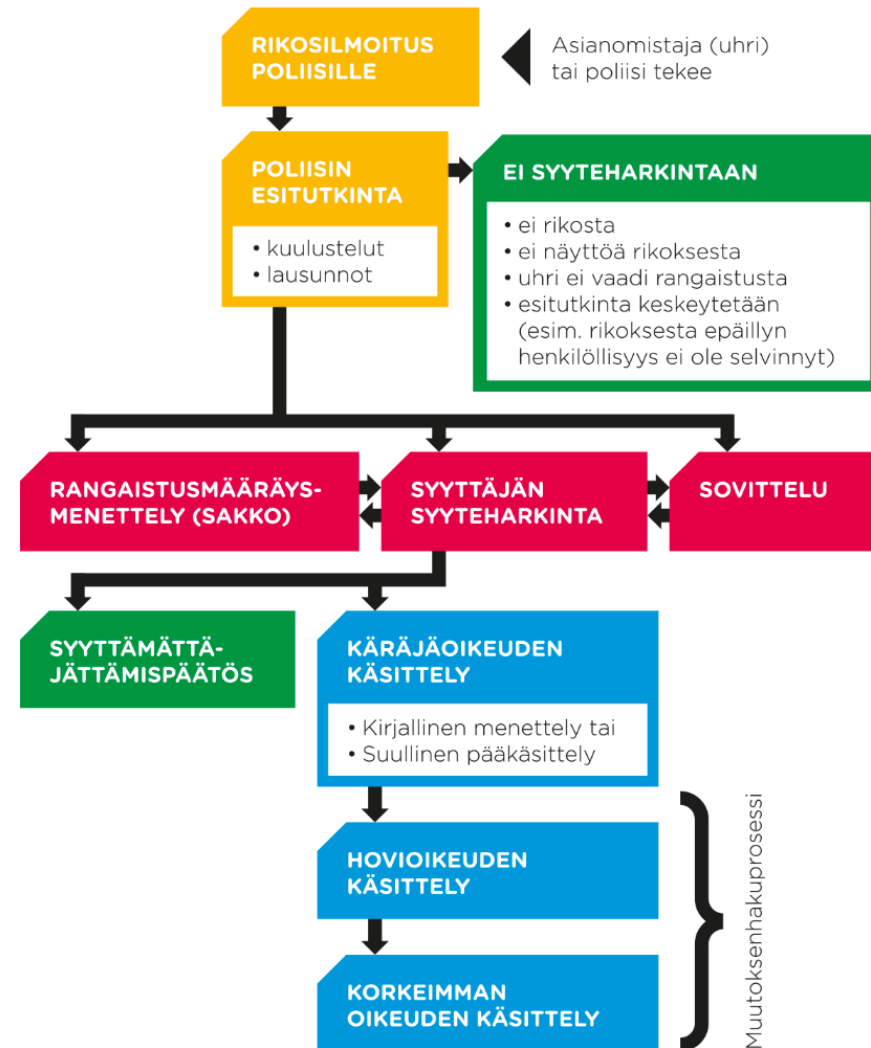 RIKOSILMOITUS
POLIISILLE
Asianomistaja (uhri)
tai poliisi tekee
POLIISIN
ESITUTKINTA
• kuulustelut
• lausunnot
EI SYYTEHARKINTAAN
• ei rikosta
• ei näyttöä rikoksesta
• uhri ei vaadi rangaistusta
• esitutkinta keskeytetään
(esim. rikoksesta epäillyn
henkilöllisyys ei ole selvinnyt)
RANGAISTUSMÄÄRÄYS-
MENETTELY (SAKKO)
SYYTTÄJÄN
SYYTEHARKINTA
SOVITTELU
SYYTTÄMÄTTÄ-
JÄTTÄMISPÄÄTÖS
KÄRÄJÄOIKEUDEN
KÄSITTELY
• Kirjallinen menettely tai
• Suullinen pääkäsittely
HOVIOIKEUDEN
KÄSITTELY
KORKEIMMAN
OIKEUDEN KÄSITTELY
Muutoksenhakuprosessi